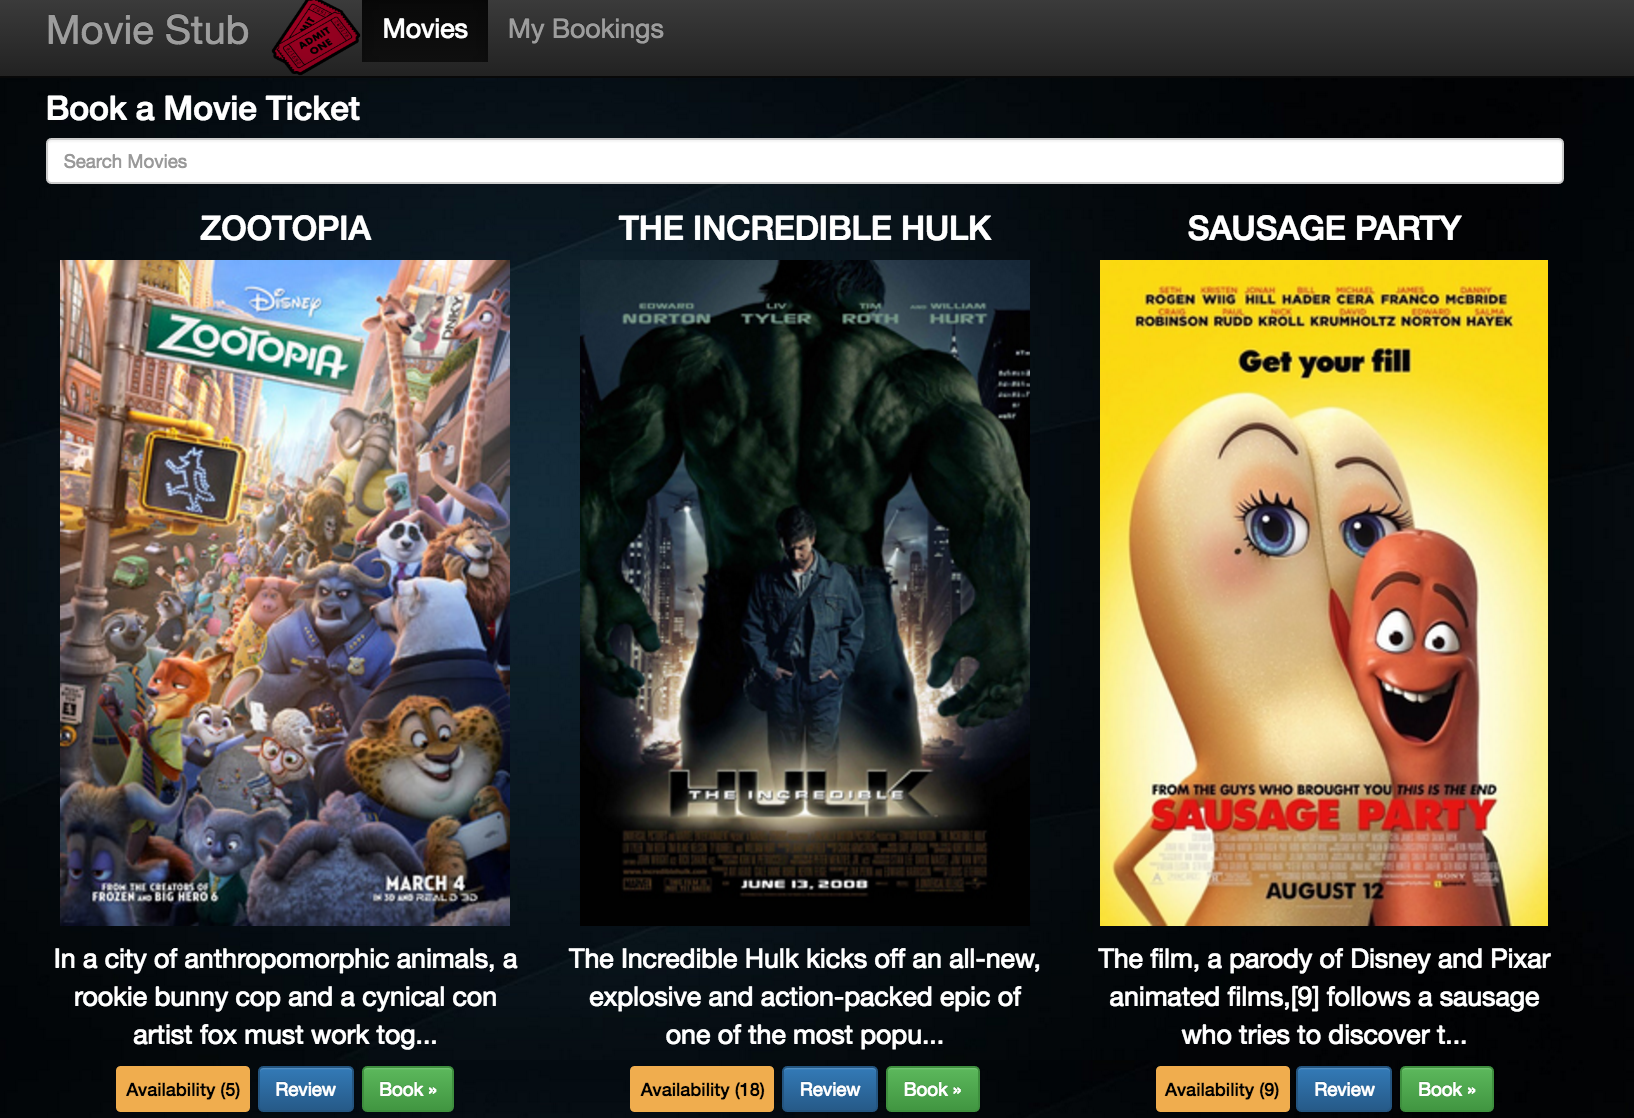 Movie Stub
ADMIT
ONE
Movies
My Bookings
Book a Movie Ticket
Search Movies
ZOOTOPIA
DISNEY
ZOOTOPIA
DNKY
FROM THE CREATORS OF
FROZEN AND BIG HERO 6
MARCH 4
IN 3D AND REAL D 3D
In a city of anthropomorphic animals, a
rookie bunny cop and a cynical con
artist fox must work tog...
Availability (5)
Review
Book »
THE INCREDIBLE HULK
EDWARD NORTON
LIV TYLER
TIM ROTH
AND WILLIAM HURT
HULK
THE INCREDIBLE
MARVEL
JUNE 13, 2008
The Incredible Hulk kicks off an all-new,
explosive and action-packed epic of
one of the most popu...
Availability (18)
Review
Book »
SAUSAGE PARTY
SETH KRISTEN JONAH BILL MICHAEL JAMES DANNY
ROGEN WIIG HILL HADER CERA FRANCO McBRIDE
CRAIG PAUL NICK DAVID EDWARD SALMA
ROBINSON RUDD KROLL KRUMHOLTZ NORTON HAYEK
Get your fill
FROM THE GUYS WHO BROUGHT YOU THIS IS THE END
SAUSAGE PARTY
SONY
AUGUST 12
The film, a parody of Disney and Pixar
animated films,[9] follows a sausage
who tries to discover t...
Availability (9)
Review
Book »